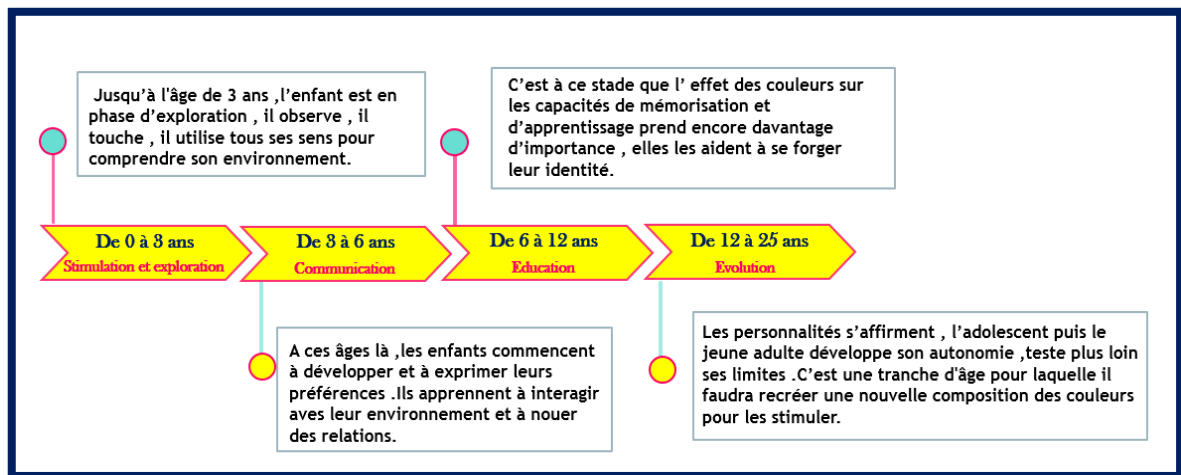 Jusqu'à l'âge de 3 ans ,l'enfant est en
phase d'exploration , il observe , il
touche , il utilise tous ses sens pour
comprendre son environnement.
C'est à ce stade que l' effet des couleurs sur
les capacités de mémorisation et
d'apprentissage prend encore davantage
d'importance , elles les aident à se forger
leur identité.
De 0 à 3 ans
Stimulation et exploration
De 3 à 6 ans
Communication
De 6 à 12 ans
Education
De 12 à 25 ans
Evolution
A ces âges là ,les enfants commencent
à développer et à exprimer leurs
préférences .Ils apprennent à interagir
aves leur environnement et à nouer
des relations.
Les personnalités s'affirment , l'adolescent puis le
jeune adulte développe son autonomie ,teste plus loin
ses limites .C'est une tranche d'âge pour laquelle il
faudra recréer une nouvelle composition des couleurs
pour les stimuler.